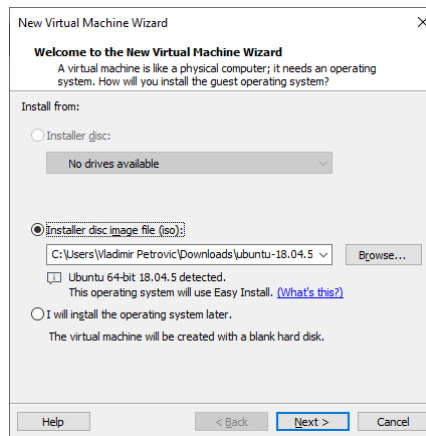 New Virtual Machine Wizard
Welcome to the New Virtual Machine Wizard
A virtual machine is like a physical computer; it needs an operating
system. How will you install the guest operating system?
Install from:
Installer disc:
No drives available
Installer disc image file (iso):
C:\Users\Vladimir Petrovic\Downloads\ubuntu-18.04.5
Browse...
Ubuntu 64-bit 18.04.5 detected.
This operating system will use Easy Install. (What's this?)
I will install the operating system later.
The virtual machine will be created with a blank hard disk.
Help
< Back
Next >
Cancel